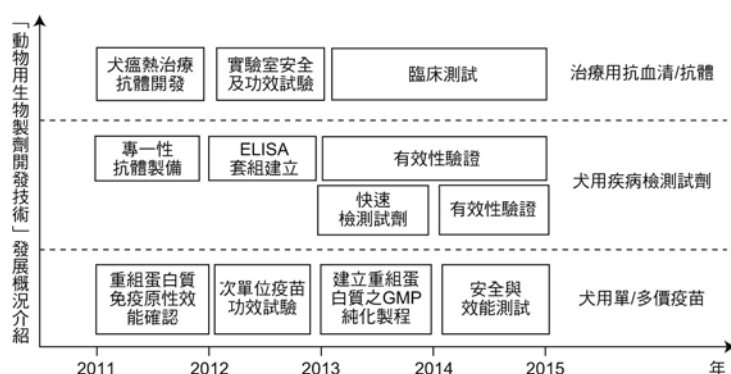 「動物用生物製劑開發技術」發展概況介紹
犬瘟熱治療
抗體開發
實驗室安全
及功效試驗
臨床測試
治療用抗血清/抗體
專一性
抗體製備
ELISA
套組建立
有效性驗證
犬用疾病檢測試劑
快速
檢測試劑
有效性驗證
重組蛋白質
免疫原性效
能確認
次單位疫苗
功效試驗
建立重組蛋
白質之GMP
純化製程
安全與
效能測試
犬用單/多價疫苗
2011 2012 2013 2014 2015 年